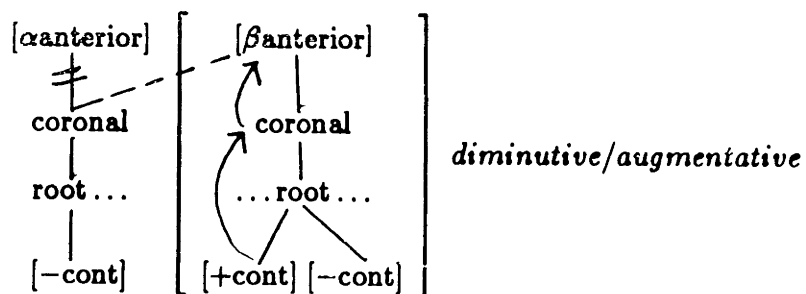 [αanterior] [βanterior]
coronal coronal
diminutive/augmentative
root... ...root...
[−cont] [+cont] [−cont]